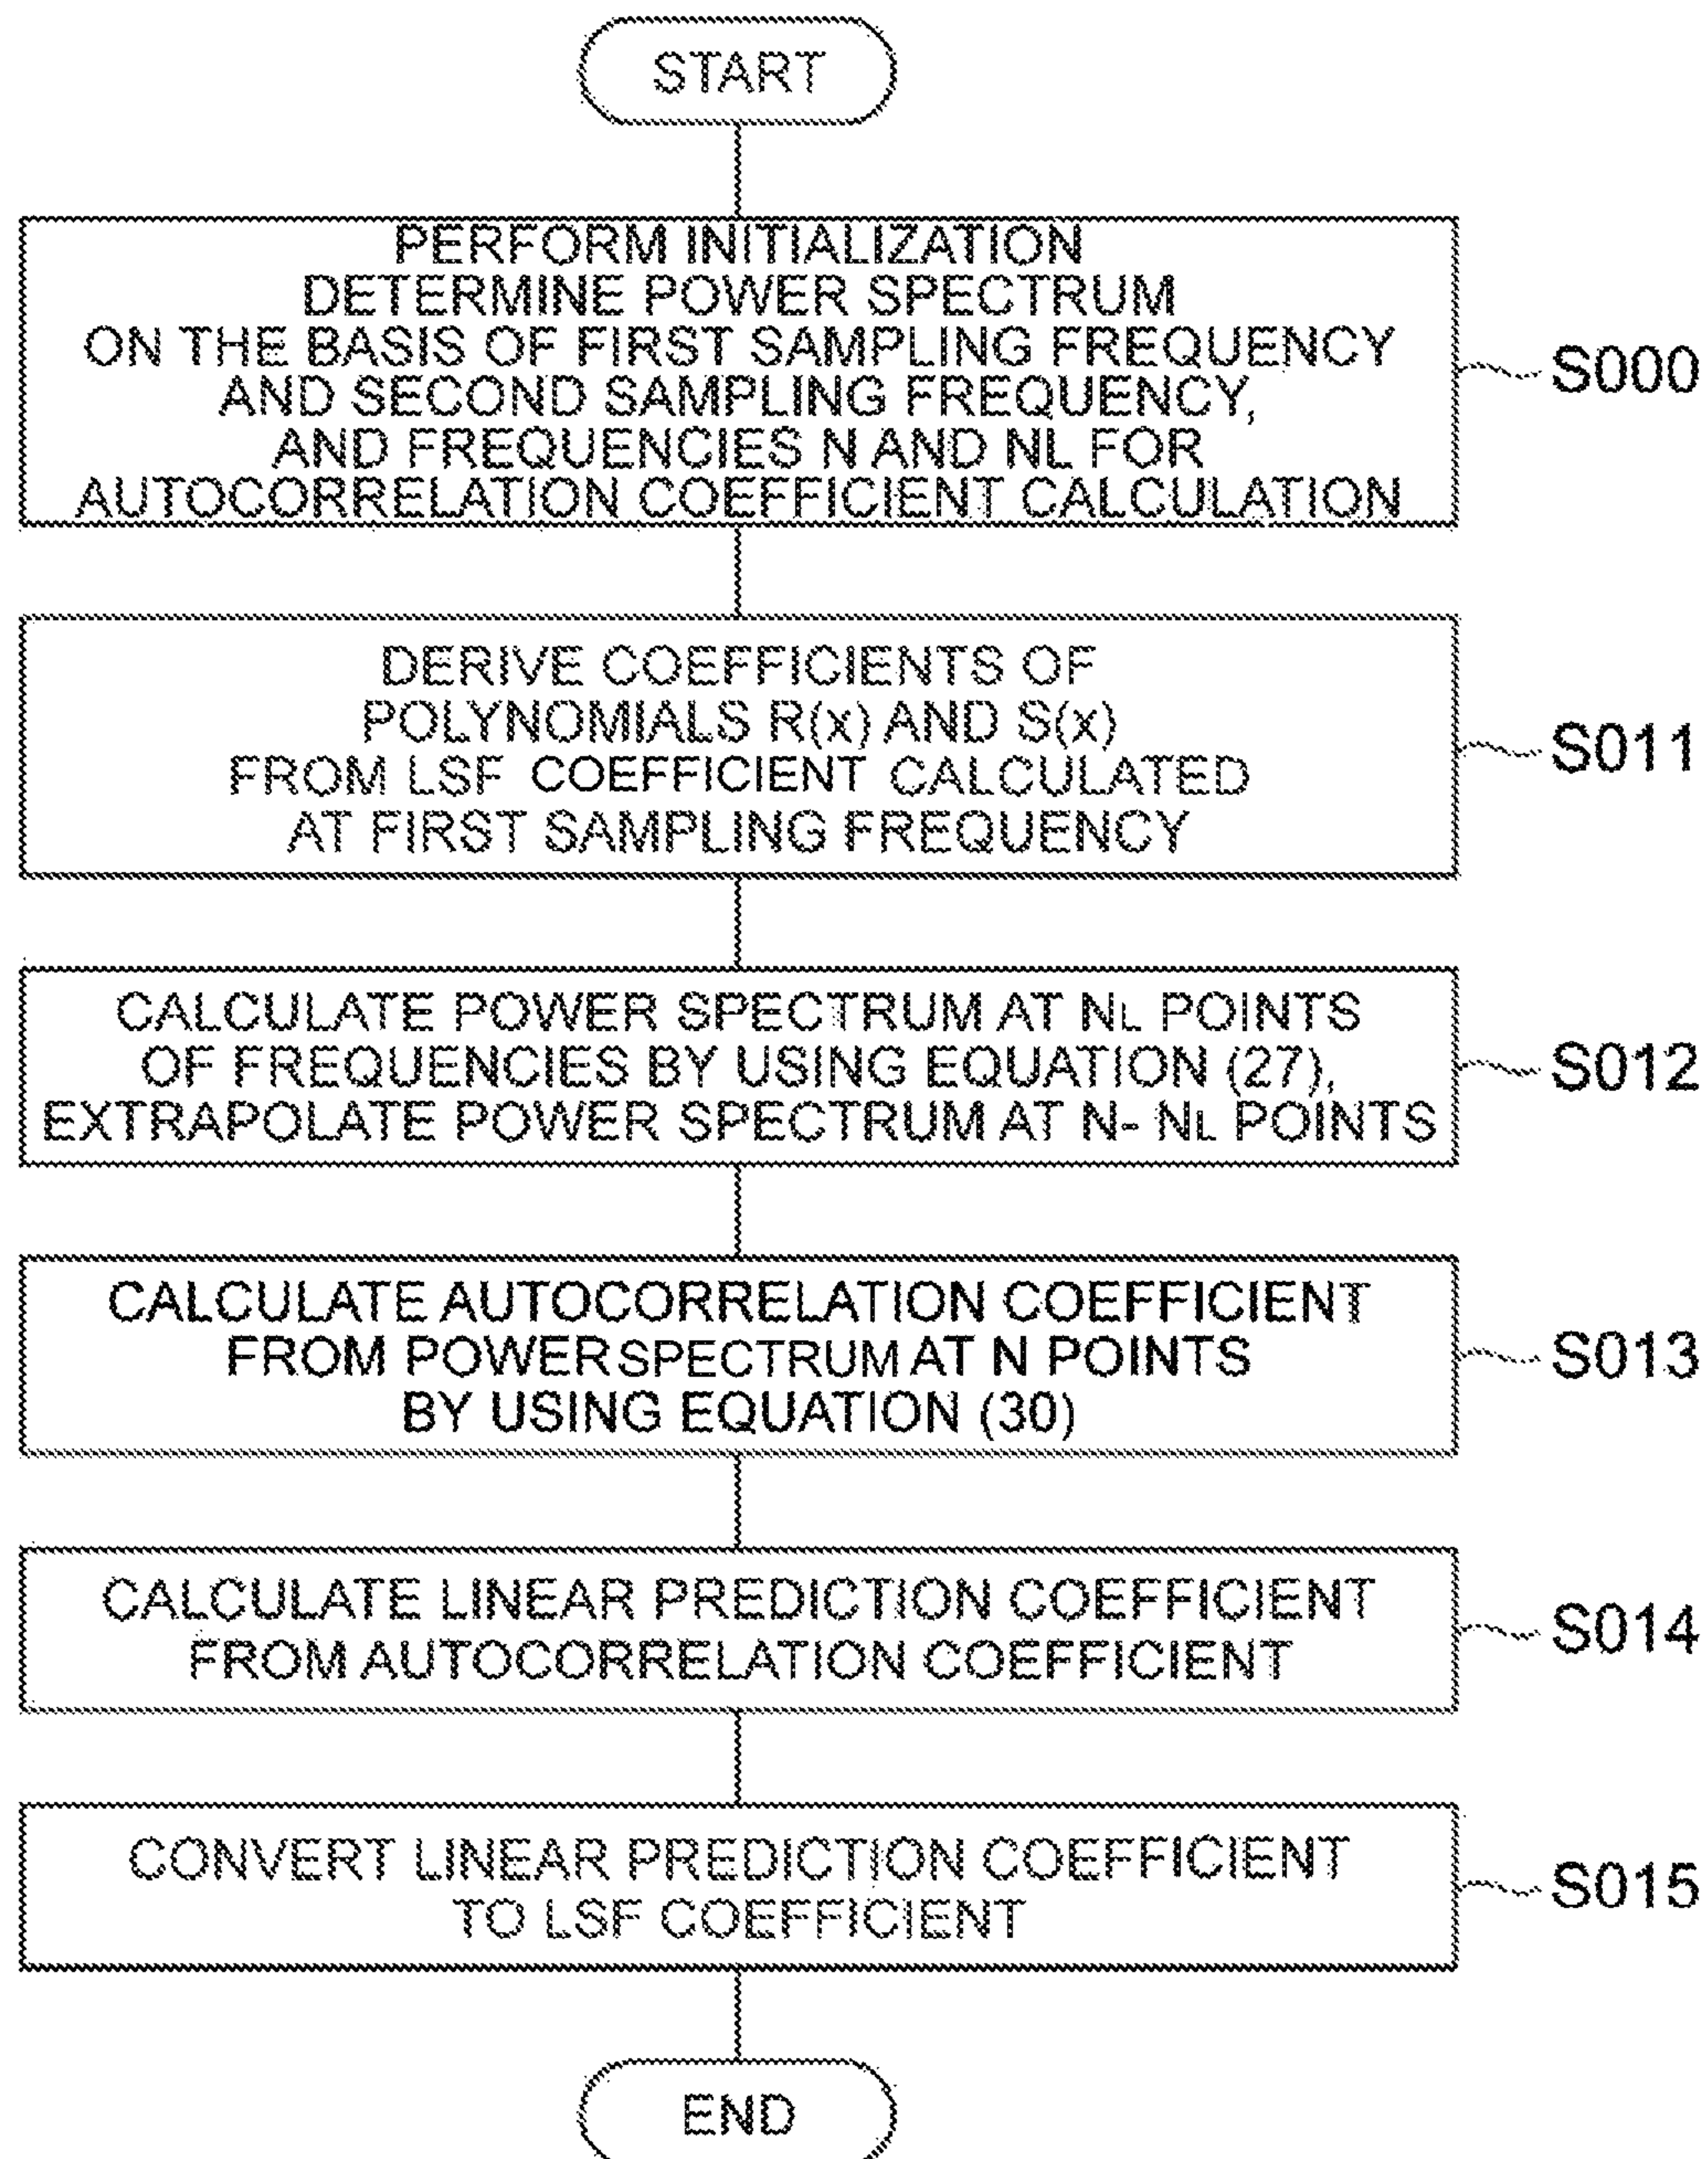 START
PERFORM INITIALIZATION
DETERMINE POWER SPECTRUM
ON THE BASIS OF FIRST SAMPLING FREQUENCY
AND SECOND SAMPLING FREQUENCY,
AND FREQUENCIES N AND NL FOR
AUTOCORRELATION COEFFICIENT CALCULATION
S000
DERIVE COEFFICIENTS OF
POLYNOMIALS R(x) AND S(x)
FROM LSF COEFFICIENT CALCULATED
AT FIRST SAMPLING FREQUENCY
S011
CALCULATE POWER SPECTRUM AT NL POINTS
OF FREQUENCIES BY USING EQUATION (27),
EXTRAPOLATE POWER SPECTRUM AT N- NL POINTS
S012
CALCULATE AUTOCORRELATION COEFFICIENT
FROM POWER SPECTRUM AT N POINTS
BY USING EQUATION (30)
S013
CALCULATE LINEAR PREDICTION COEFFICIENT
FROM AUTOCORRELATION COEFFICIENT
S014
CONVERT LINEAR PREDICTION COEFFICIENT
TO LSF COEFFICIENT
S015
END